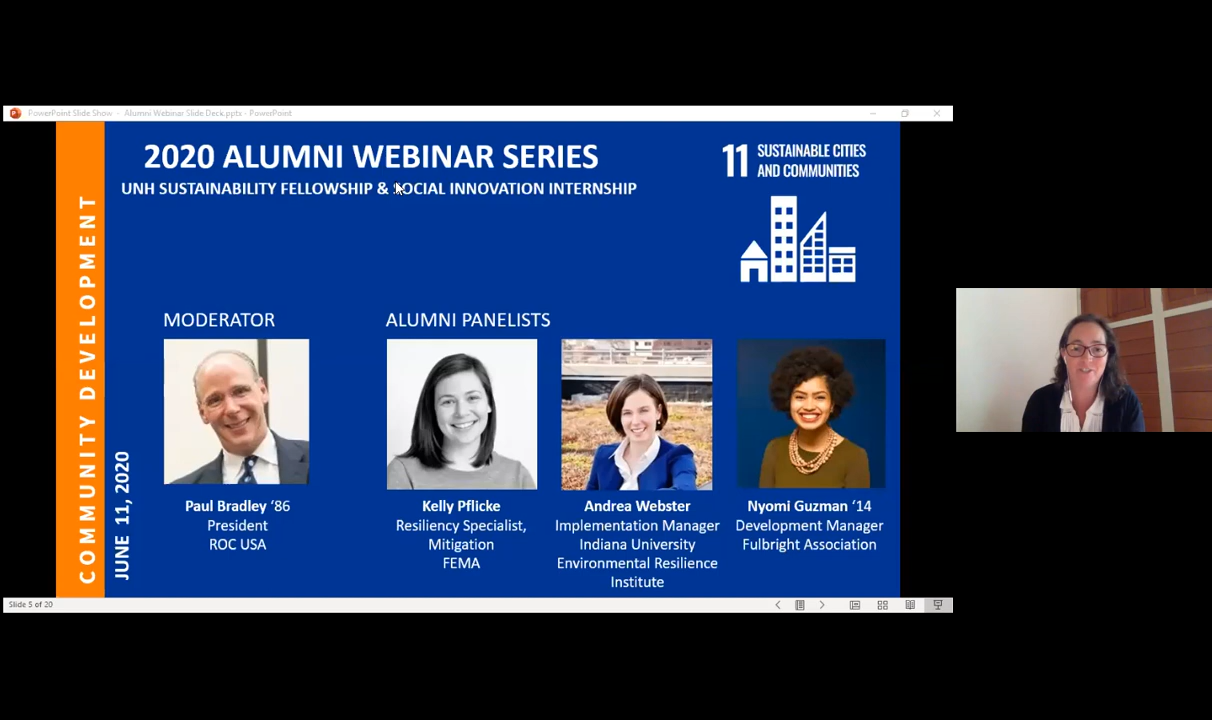 PowerPoint Slide Show - Alumni Webinar Slide Deck.pptx - PowerPoint
2020 ALUMNI WEBINAR SERIES
UNH SUSTAINABILITY FELLOWSHIP & SOCIAL INNOVATION INTERNSHIP
11 SUSTAINABLE CITIES
AND COMMUNITIES
COMMUNITY DEVELOPMENT
JUNE 11, 2020
MODERATOR
Paul Bradley ‘86
President
ROC USA
ALUMNI PANELISTS
Kelly Pflicke
Resiliency Specialist,
Mitigation
FEMA
Andrea Webster
Implementation Manager
Indiana University
Environmental Resilience
Institute
Nyomi Guzman ‘14
Development Manager
Fulbright Association
Slide 5 of 20